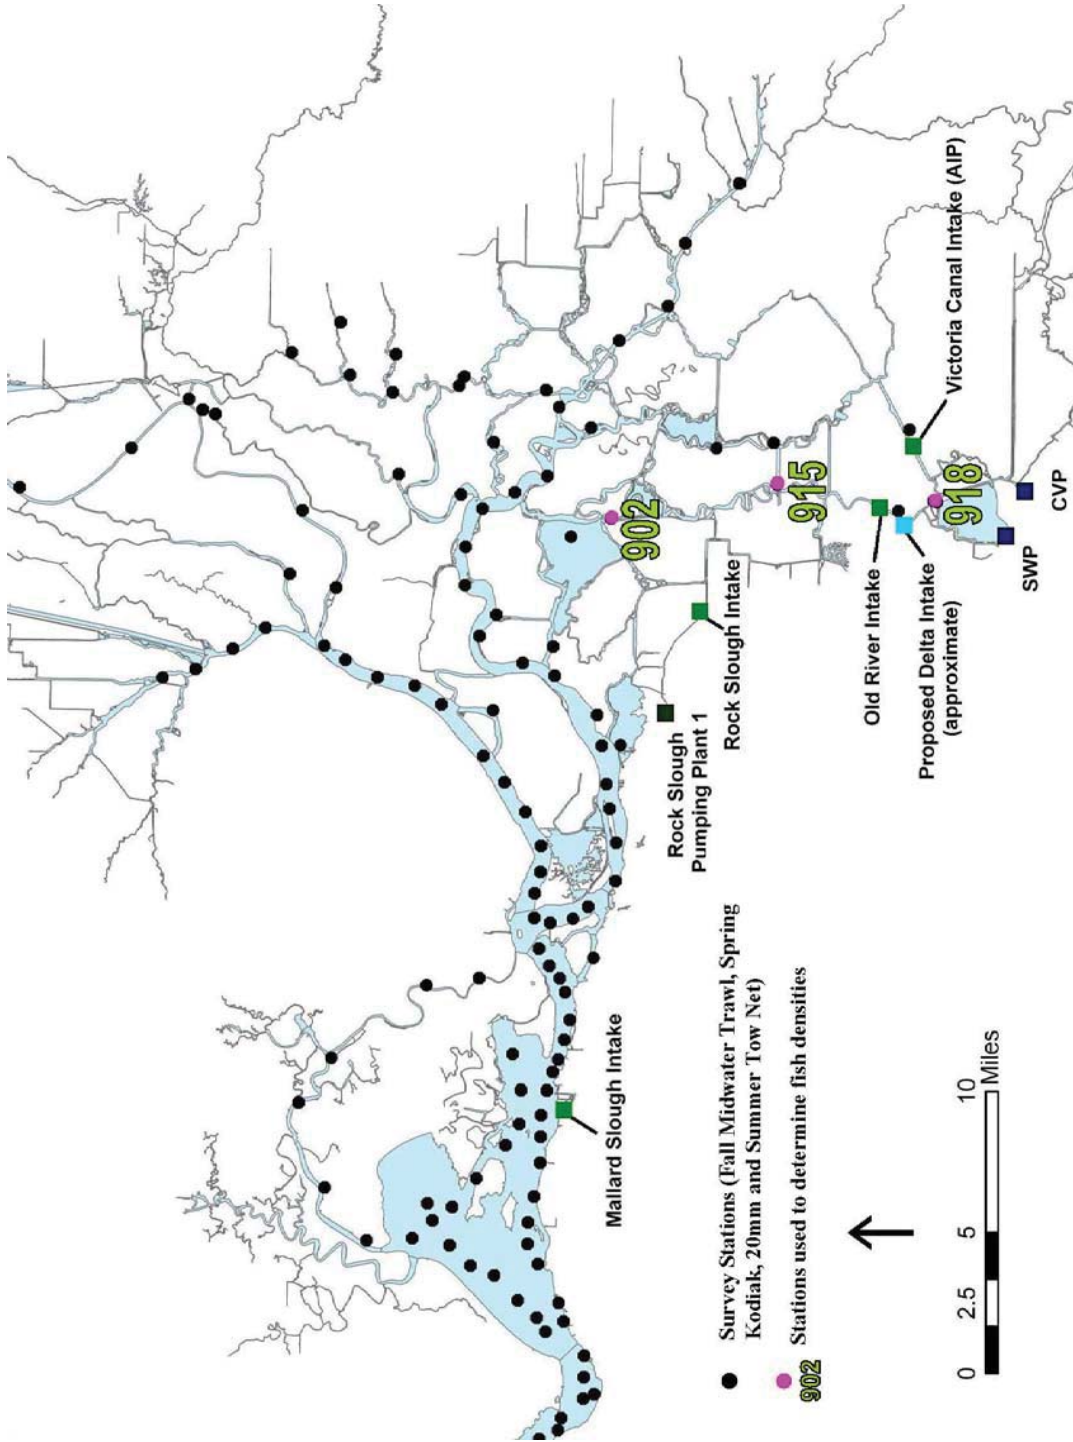 902
915
918
Victoria Canal Intake (AIP)
CVP
SWP
Old River Intake
Proposed Delta Intake
(approximate)
Rock Slough Intake
Rock Slough
Pumping Plant 1
Mallard Slough Intake
Survey Stations (Fall Midwater Trawl, Spring
Kodiak, 20mm and Summer Tow Net)
902
Stations used to determine fish densities
0 2.5 5 10
Miles